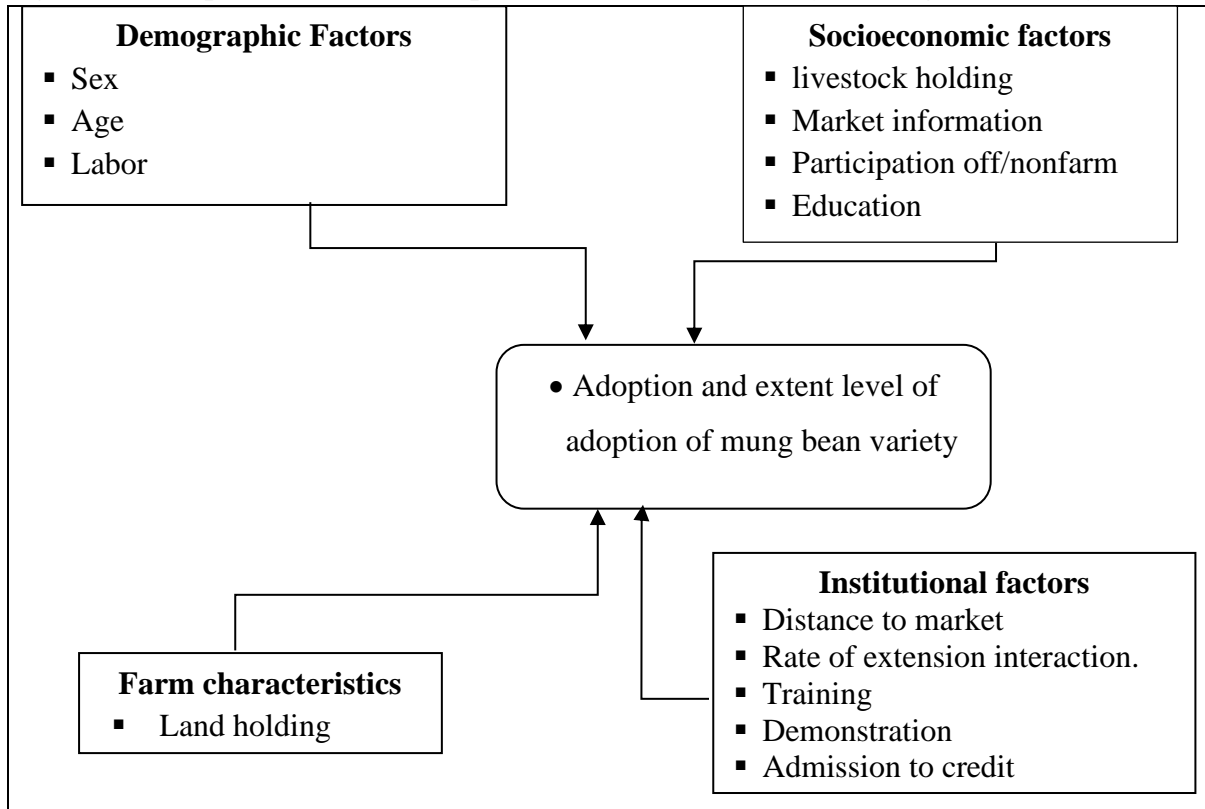 Demographic Factors
▪ Sex
▪ Age
▪ Labor
Socioeconomic factors
▪ livestock holding
▪ Market information
▪ Participation off/nonfarm
▪ Education
• Adoption and extent level of
adoption of mung bean variety
Farm characteristics
▪ Land holding
Institutional factors
▪ Distance to market
▪ Rate of extension interaction.
▪ Training
▪ Demonstration
▪ Admission to credit